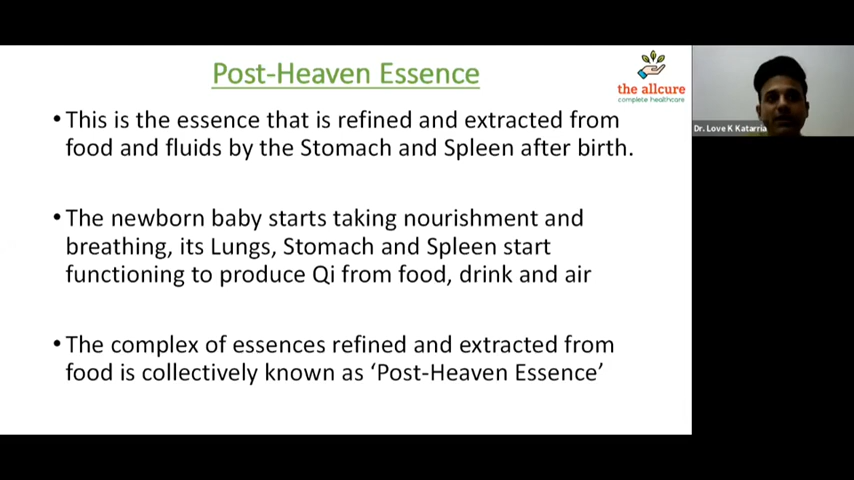 Post-Heaven Essence
the allcure
complete healthcare
• This is the essence that is refined and extracted from
food and fluids by the Stomach and Spleen after birth.
• The newborn baby starts taking nourishment and
breathing, its Lungs, Stomach and Spleen start
functioning to produce Qi from food, drink and air
• The complex of essences refined and extracted from
food is collectively known as ‘Post-Heaven Essence’
Dr. Love K Katarria